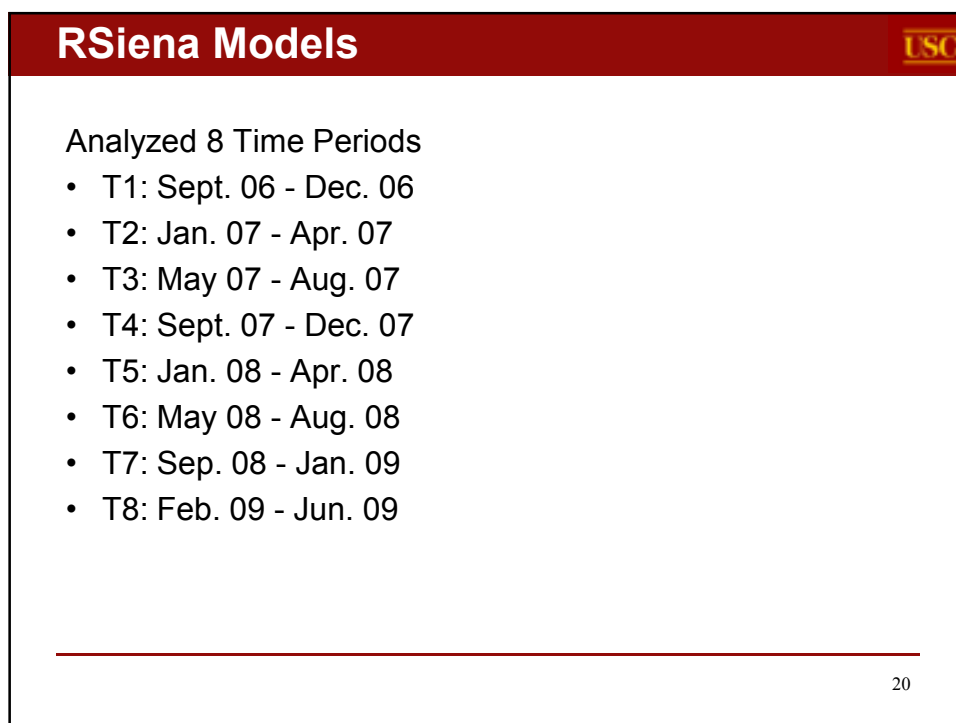 RSiena Models
USC
Analyzed 8 Time Periods
• T1: Sept. 06 - Dec. 06
• T2: Jan. 07 - Apr. 07
• T3: May 07 - Aug. 07
• T4: Sept. 07 - Dec. 07
• T5: Jan. 08 - Apr. 08
• T6: May 08 - Aug. 08
• T7: Sep. 08 - Jan. 09
• T8: Feb. 09 - Jun. 09
20